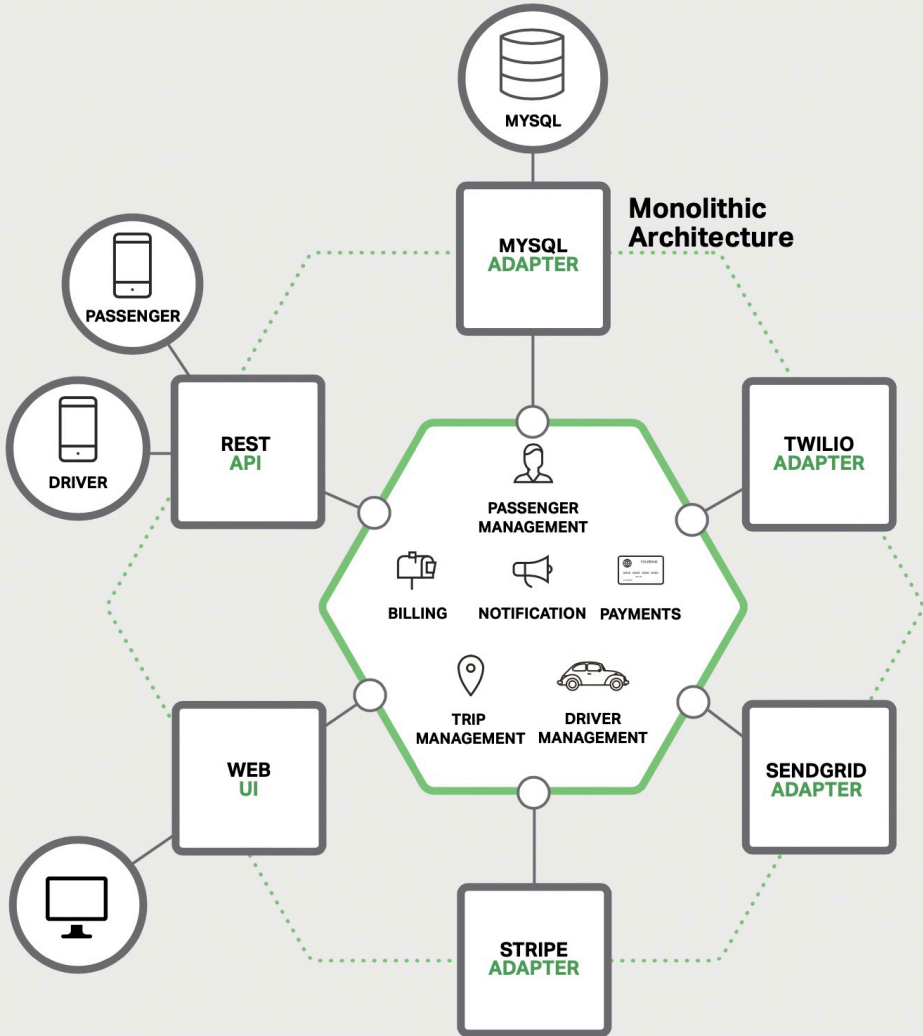 MYSQL
MYSQL
ADAPTER
Monolithic
Architecture
PASSENGER
DRIVER
REST
API
TWILIO
ADAPTER
PASSENGER
MANAGEMENT
BILLING
NOTIFICATION
PAYMENTS
TRIP
MANAGEMENT
DRIVER
MANAGEMENT
WEB
UI
SENDGRID
ADAPTER
STRIPE
ADAPTER